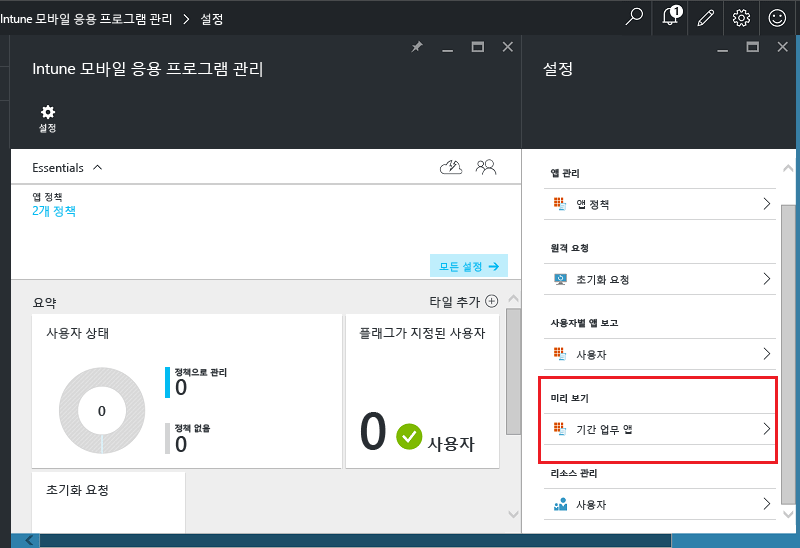 Intune 모바일 응용 프로그램 관리 > 설정
1
Intune 모바일 응용 프로그램 관리
설정
Essentials
앱 정책
2개 정책
모든 설정 →
요약
타일 추가
사용자 상태
0
정책으로 관리
0
정책 없음
0
플래그가 지정된 사용자
0 사용자
초기화 요청
설정
앱 관리
앱 정책
원격 요청
초기화 요청
사용자별 앱 보고
사용자
미리 보기
기간 업무 앱
리소스 관리
사용자